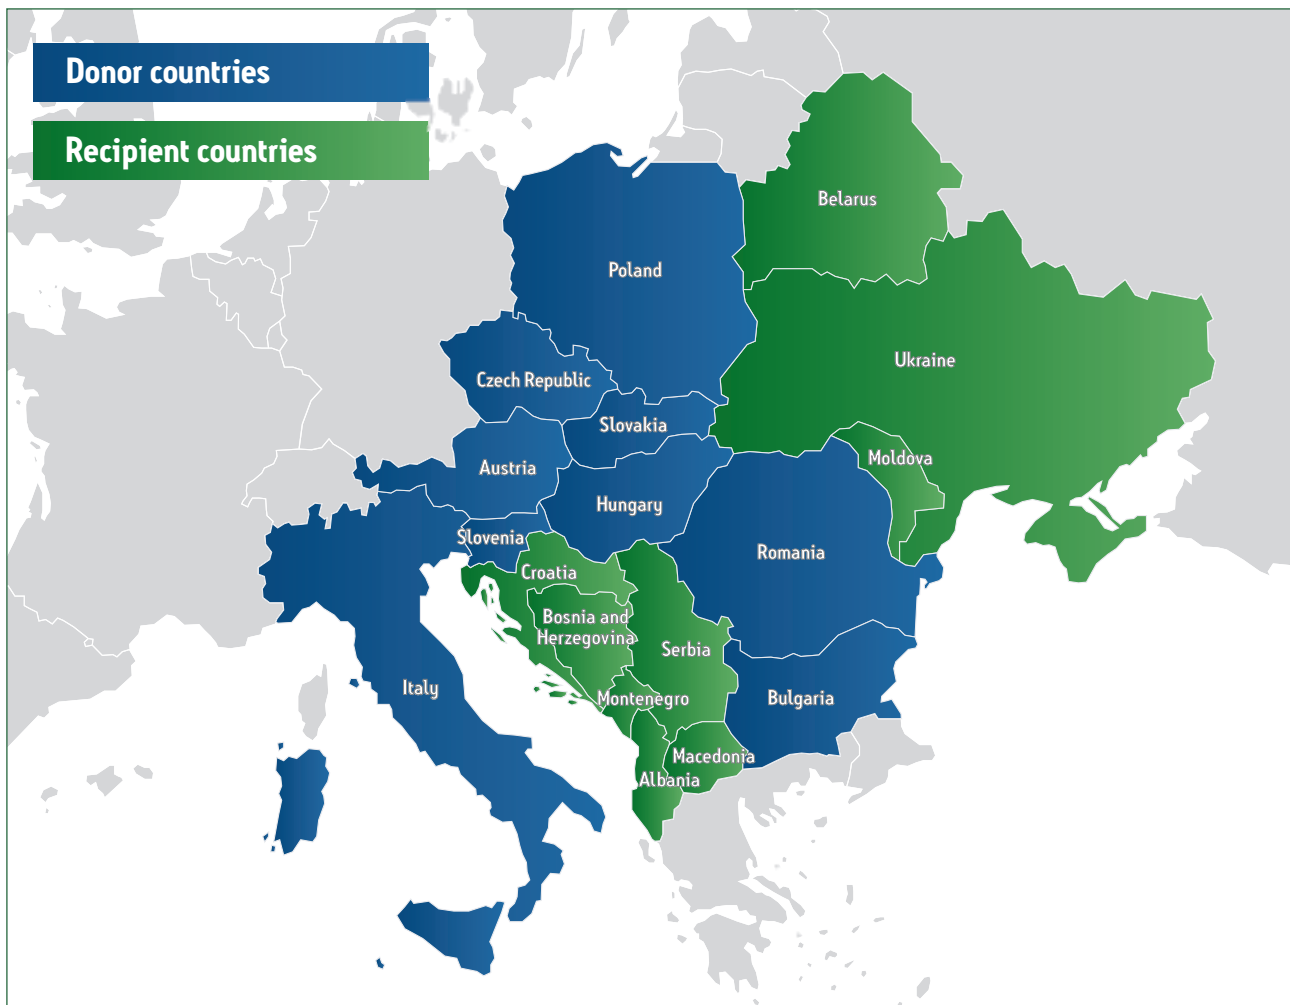 Donor countries
Recipient countries
Belarus
Poland
Ukraine
Czech Republic
Slovakia
Moldova
Austria
Hungary
Slovenia
Romania
Croatia
Bosnia and
Herzegovina
Serbia
Italy
Montenegro
Bulgaria
Macedonia
Albania